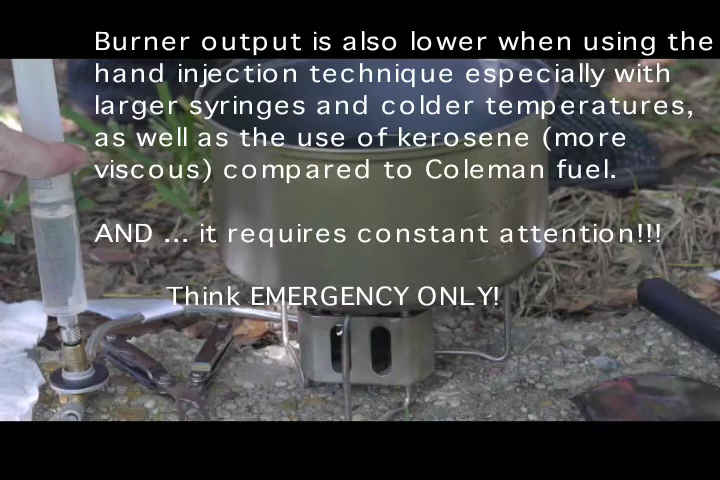 Burner output is also lower when using the
hand injection technique especially with
larger syringes and colder temperatures,
as well as the use of kerosene (more
viscous) compared to Coleman fuel.
AND ... it requires constant attention!!!
Think EMERGENCY ONLY!